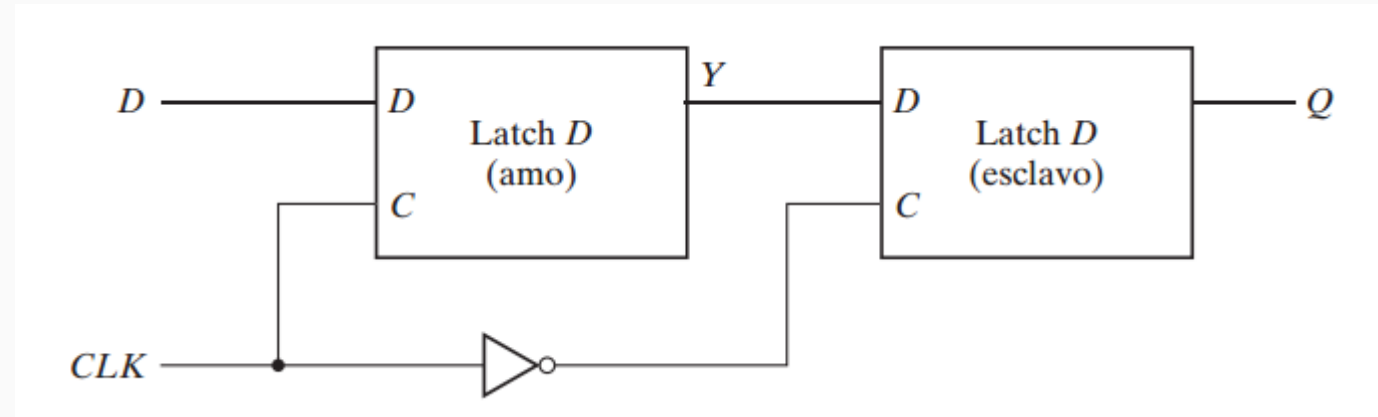 Y
D
D
Latch D
(amo)
C
D
Latch D
(esclavo)
C
Q
CLK